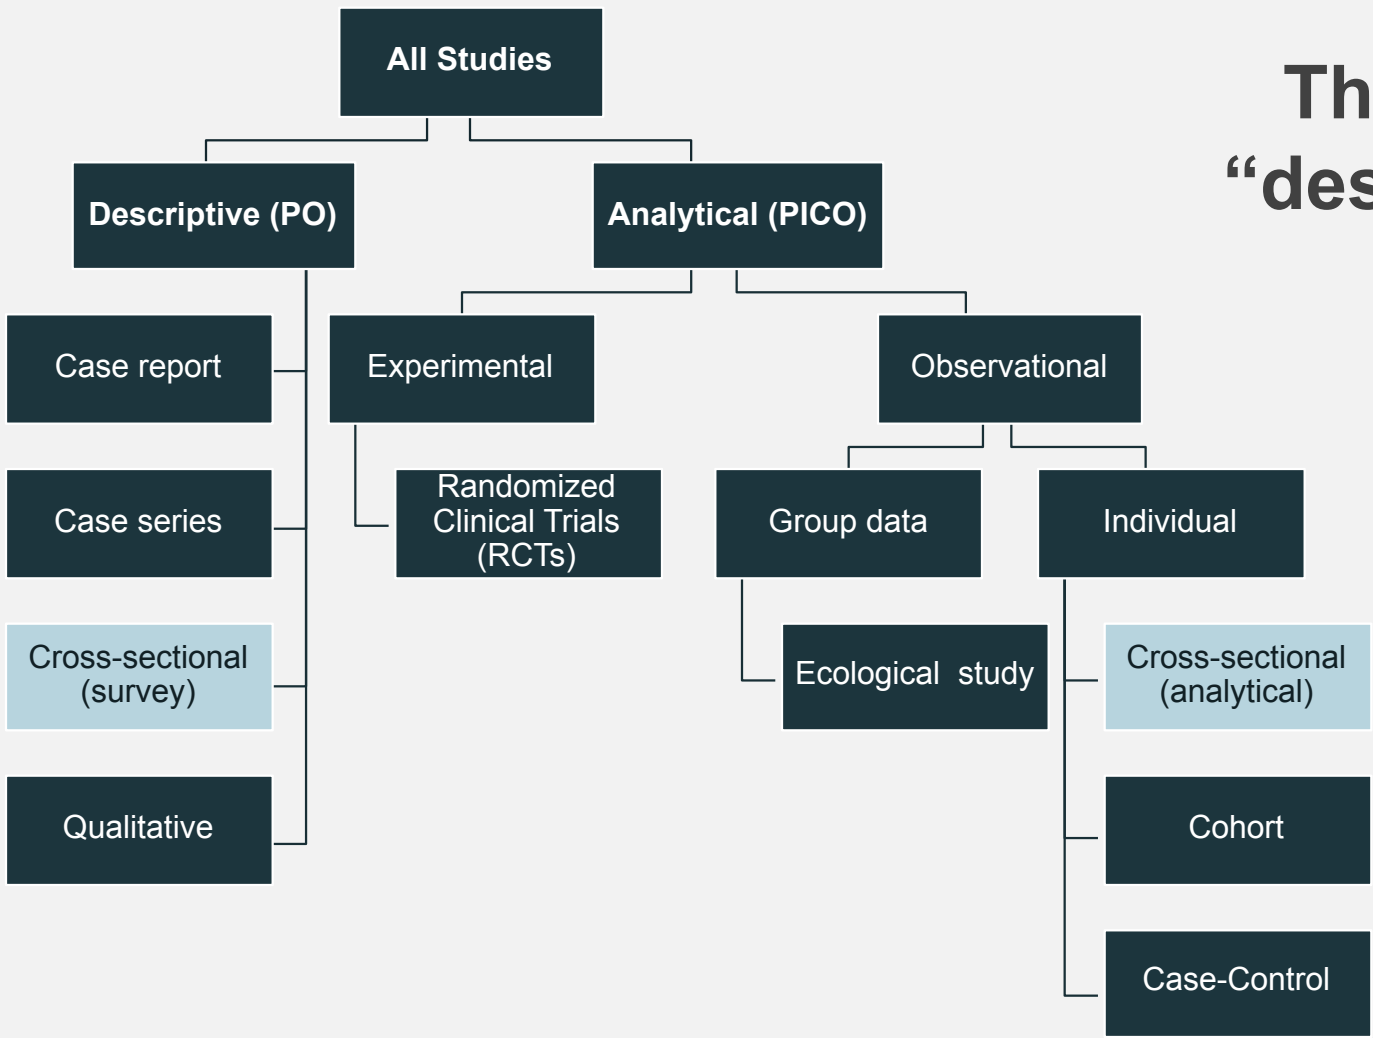 All Studies
Th
“des
Descriptive (PO)
Analytical (PICO)
Case report
Experimental
Observational
Case series
Randomized
Clinical Trials
(RCTs)
Group data
Individual
Cross-sectional
(survey)
Ecological study
Cross-sectional
(analytical)
Qualitative
Cohort
Case-Control